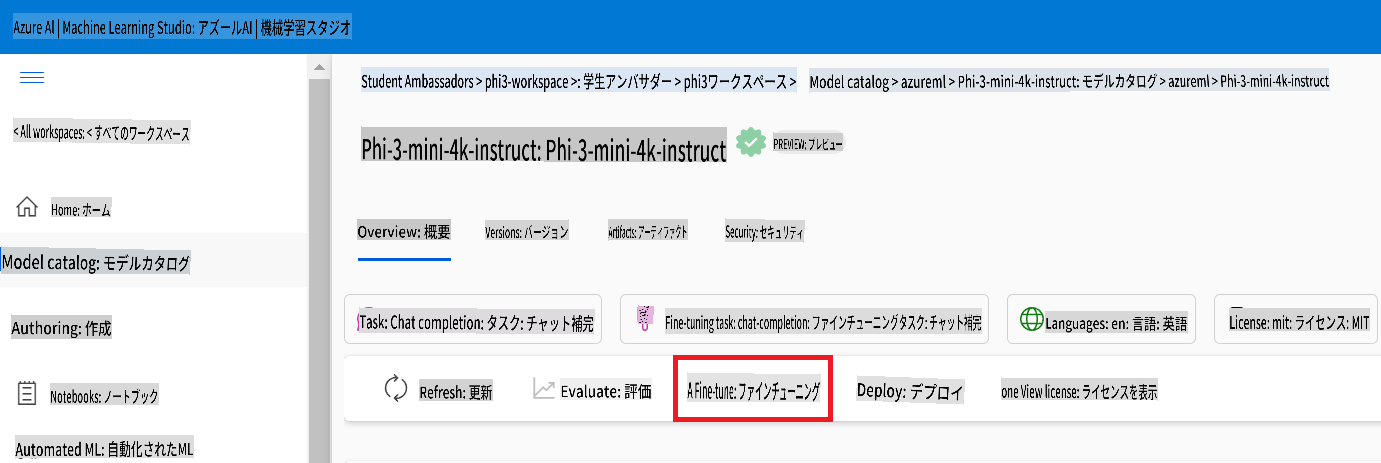 Azure Al | Machine Learning Studio: アズールAI | 機械学習スタジオ
Student Ambassadors > phi3-workspace >: 学生アンバサダー > phi3ワークスペース > Model catalog > azureml > Phi-3-mini-4k-instruct: モデルカタログ > azureml > Phi-3-mini-4k-instruct
< All workspaces: < すべてのワークスペース
Phi-3-mini-4k-instruct: Phi-3-mini-4k-instruct PREVIEW: プレビュー
Home: ホーム
Overview: 概要 Versions: バージョン Artifacts: アーティファクト Security: セキュリティ
Model catalog: モデルカタログ
Authoring: 作成
Task: Chat completion: タスク: チャット補完 Fine-tuning task: chat-completion: ファインチューニングタスク: チャット補完 Languages: en: 言語: 英語 License: mit: ライセンス: MIT
Notebooks: ノートブック
Refresh: 更新 Evaluate: 評価 A Fine-tune: ファインチューニング Deploy: デプロイ one View license: ライセンスを表示
Automated ML: 自動化されたML